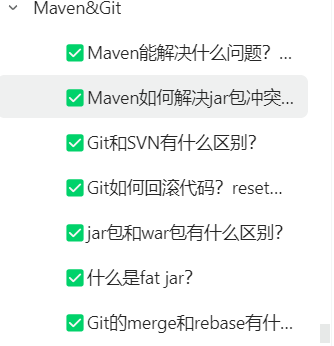 Maven&Git
Maven能解决什么问题？...
Maven如何解决jar包冲突...
Git和SVN有什么区别？
Git如何回滚代码？reset...
jar包和war包有什么区别？
什么是fat jar？
Git的merge和rebase有什...